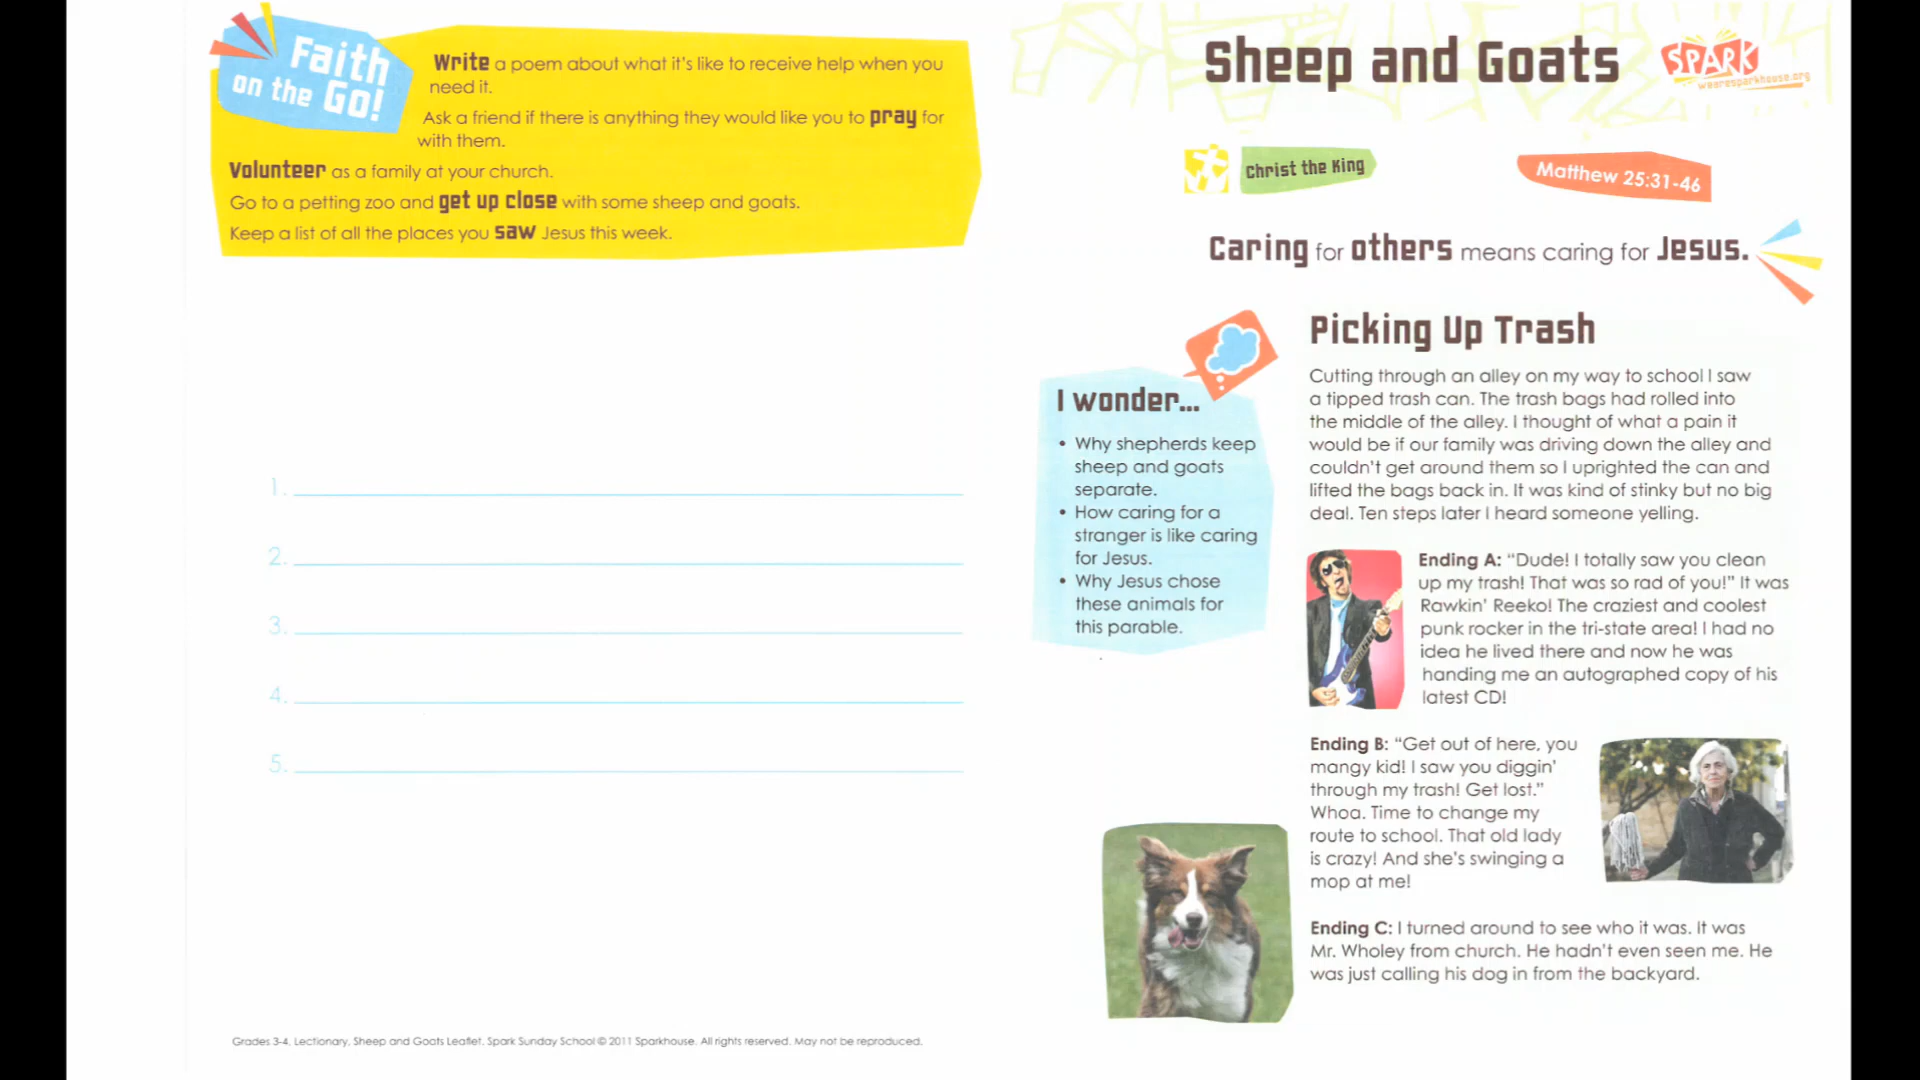 Faith
on the Go!
Write a poem about what it's like to receive help when you
need it.
Ask a friend if there is anything they would like you to pray for
with them.
Volunteer as a family at your church.
Go to a petting zoo and get up close with some sheep and goats.
Keep a list of all the places you saw Jesus this week.
1.
2.
3.
4.
5.
Grades 3-4, Lectionary, Sheep and Goats Leaflet. Spark Sunday School © 2011 Sparkhouse. All rights reserved. May not be reproduced.
Sheep and Goats
SPARK
wearesparkhouse.org
Christ the King
Matthew 25:31-46
Caring for others means caring for Jesus.
I wonder...
• Why shepherds keep
sheep and goats
separate.
• How caring for a
stranger is like caring
for Jesus.
• Why Jesus chose
these animals for
this parable.
Picking Up Trash
Cutting through an alley on my way to school I saw
a tipped trash can. The trash bags had rolled into
the middle of the alley. I thought of what a pain it
would be if our family was driving down the alley and
couldn't get around them so I uprighted the can and
lifted the bags back in. It was kind of stinky but no big
deal. Ten steps later I heard someone yelling.
Ending A: "Dude! I totally saw you clean
up my trash! That was so rad of you!" It was
Rawkin' Reeko! The craziest and coolest
punk rocker in the tri-state area! I had no
idea he lived there and now he was
handing me an autographed copy of his
latest CD!
Ending B: "Get out of here, you
mangy kid! I saw you diggin'
through my trash! Get lost."
Whoa. Time to change my
route to school. That old lady
is crazy! And she's swinging a
mop at me!
Ending C: I turned around to see who it was. It was
Mr. Wholey from church. He hadn't even seen me. He
was just calling his dog in from the backyard.